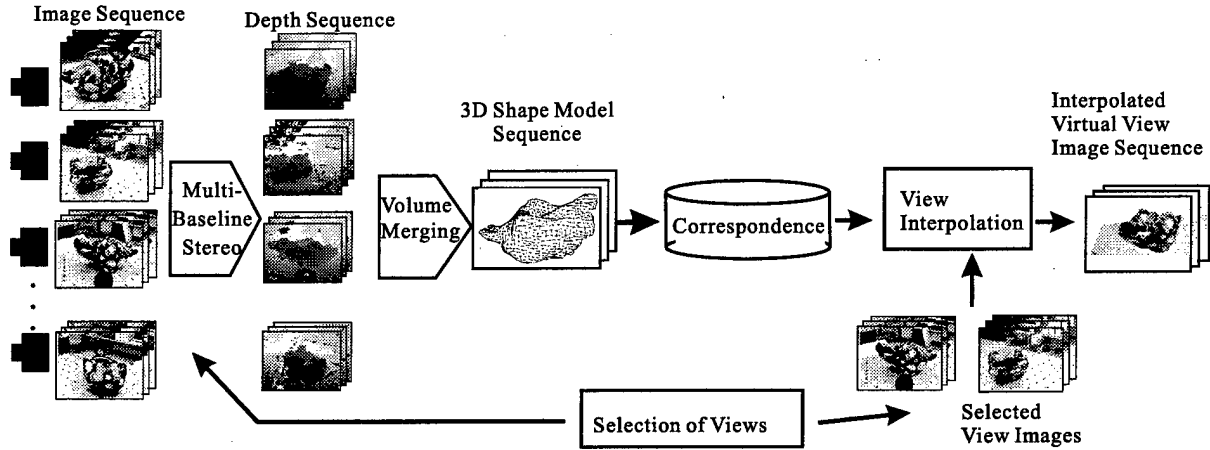 Image Sequence
Depth Sequence
3D Shape Model
Sequence
Interpolated
Virtual View
Image Sequence
Multi-
Baseline
Stereo
Volume
Merging
Correspondence
View
Interpolation
Selection of Views
Selected
View Images